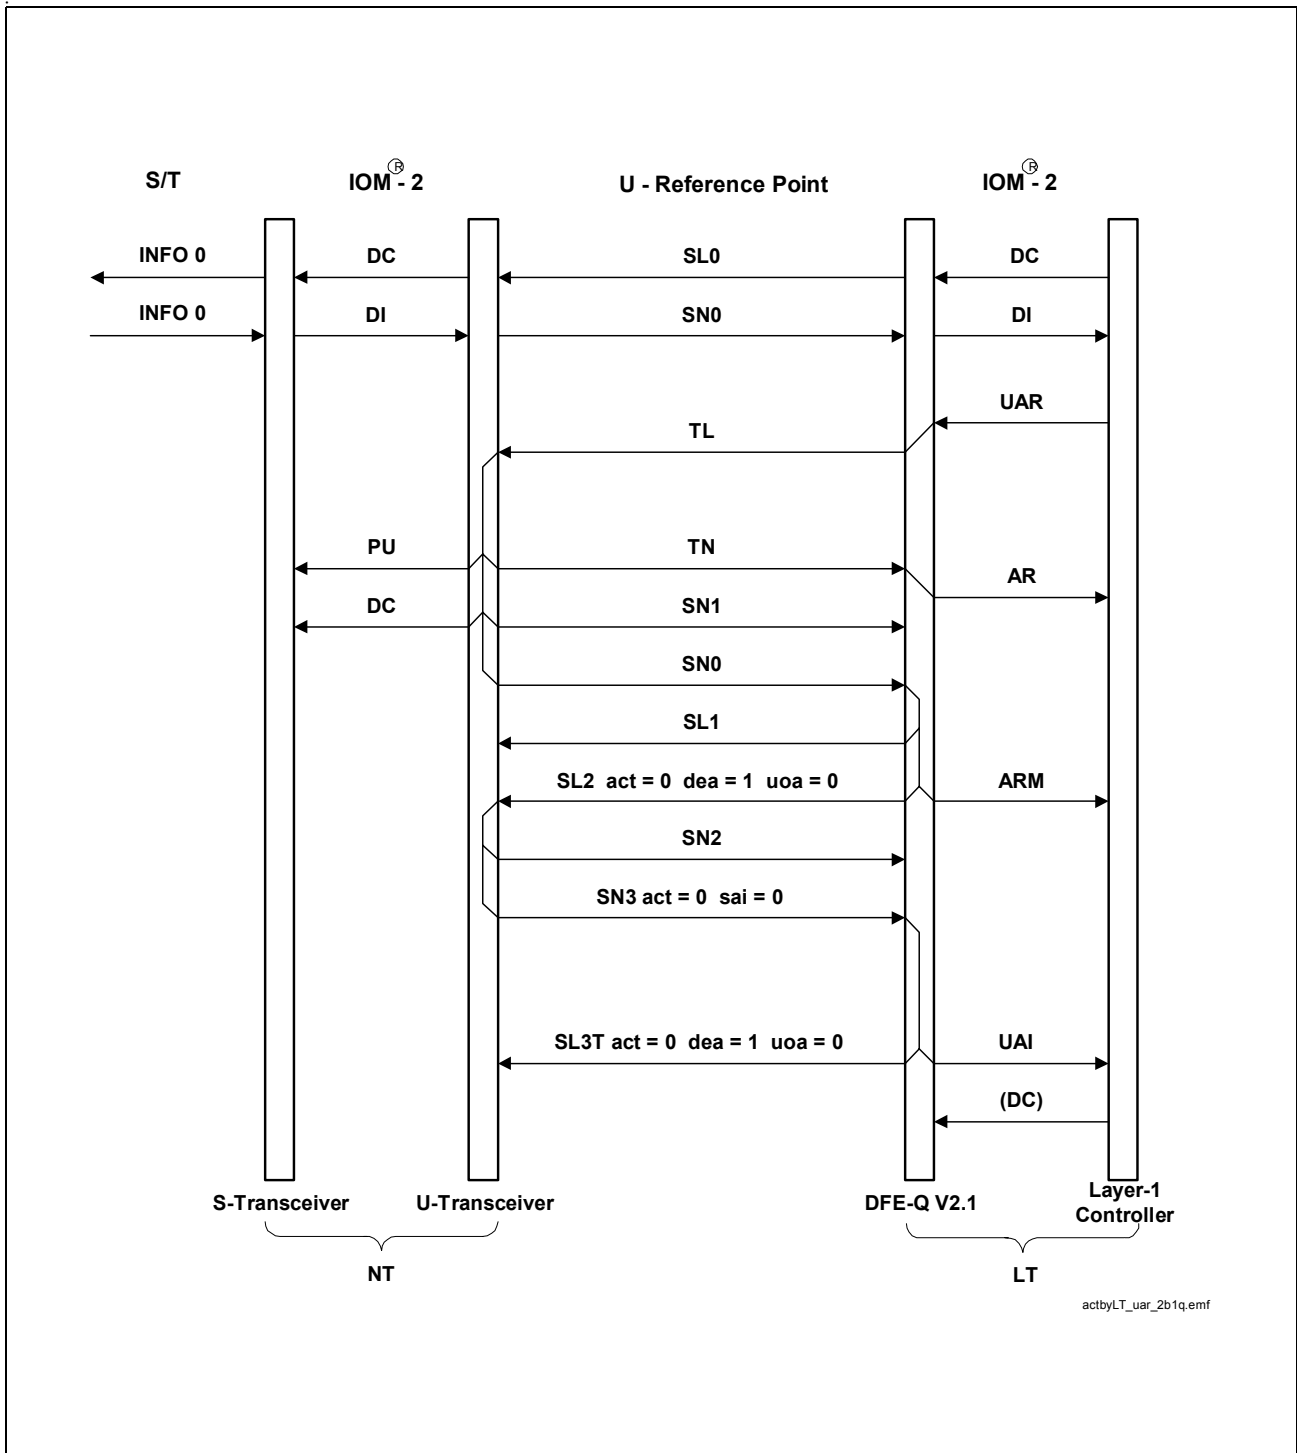 S/T IOM® - 2 U - Reference Point IOM® - 2
INFO 0 DC SL0 DC
INFO 0 DI SN0 DI
UAR
TL
PU TN
AR
DC SN1
SN0
SL1
SL2 act = 0 dea = 1 uoa = 0 ARM
SN2
SN3 act = 0 sai = 0
SL3T act = 0 dea = 1 uoa = 0 UAI
(DC)
S-Transceiver U-Transceiver DFE-Q V2.1 Layer-1
Controller
NT LT
actbyLT_uar_2b1q.emf